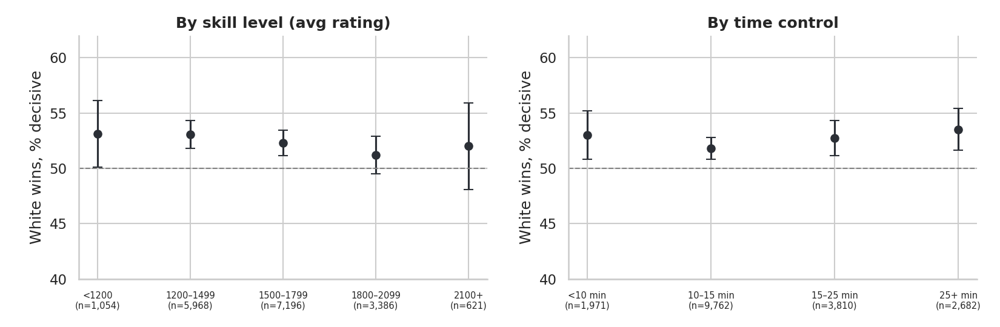 By skill level (avg rating)
White wins, % decisive
60
55
50
45
40
<1200
(n=1,054)
1200–1499
(n=5,968)
1500–1799
(n=7,196)
1800–2099
(n=3,386)
2100+
(n=621)
By time control
White wins, % decisive
60
55
50
45
40
<10 min
(n=1,971)
10–15 min
(n=9,762)
15–25 min
(n=3,810)
25+ min
(n=2,682)